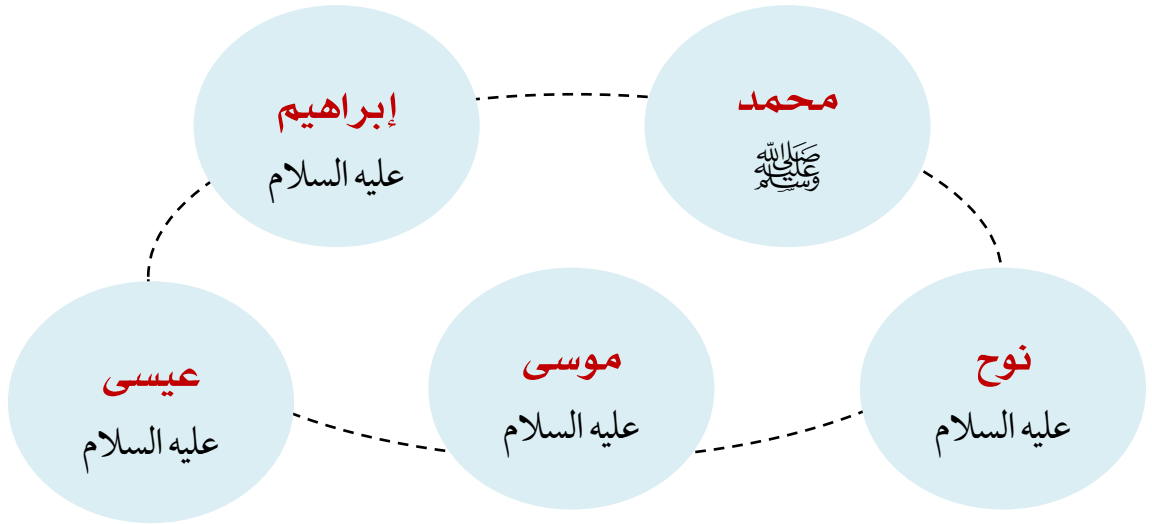 محمد
ﷺ
إبراهيم
عليه السلام
نوح
عليه السلام
موسى
عليه السلام
عيسى
عليه السلام